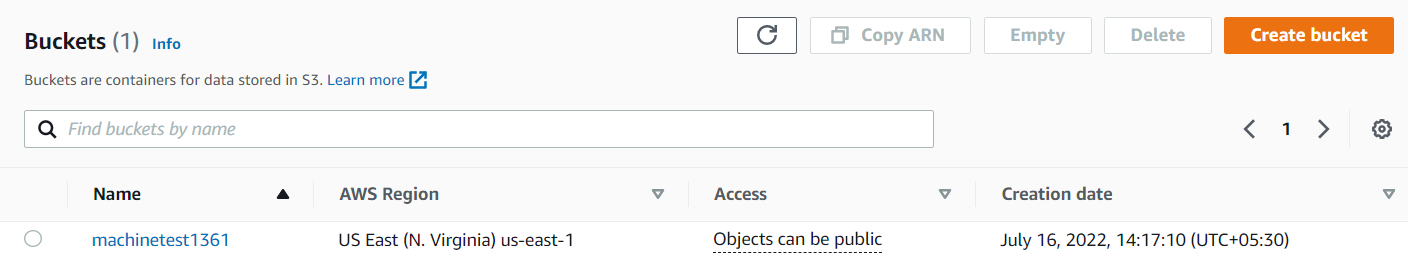 Buckets (1) Info
Copy ARN
Empty
Delete
Create bucket
Buckets are containers for data stored in S3. Learn more
Find buckets by name
1
Name AWS Region Access Creation date
machinetest1361 US East (N. Virginia) us-east-1 Objects can be public July 16, 2022, 14:17:10 (UTC+05:30)